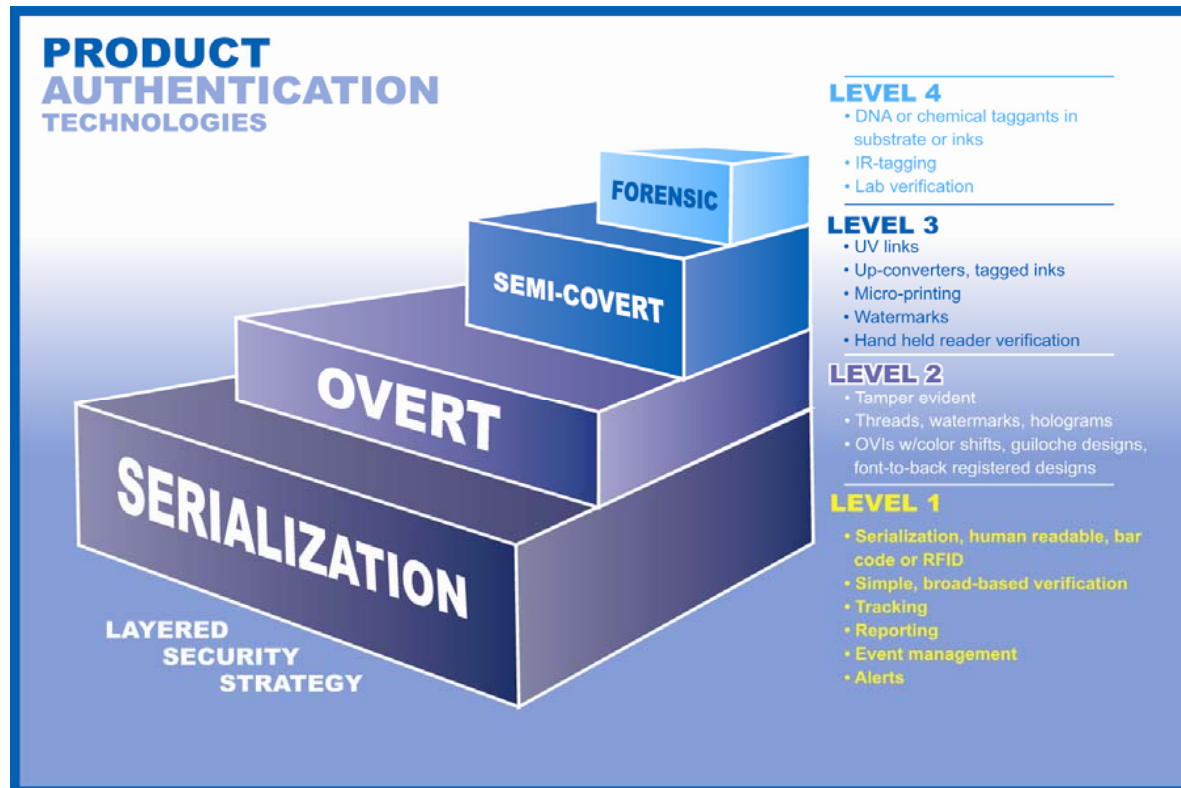 PRODUCT
AUTHENTICATION
TECHNOLOGIES
FORENSIC
SEMI-COVERT
OVERT
SERIALIZATION
LAYERED
SECURITY
STRATEGY
LEVEL 4
• DNA or chemical taggants in
substrate or inks
• IR-tagging
• Lab verification
LEVEL 3
• UV links
• Up-converters, tagged inks
• Micro-printing
• Watermarks
• Hand held reader verification
LEVEL 2
• Tamper evident
• Threads, watermarks, holograms
• OVIs w/color shifts, guiloche designs,
font-to-back registered designs
LEVEL 1
• Serialization, human readable, bar
code or RFID
• Simple, broad-based verification
• Tracking
• Reporting
• Event management
• Alerts